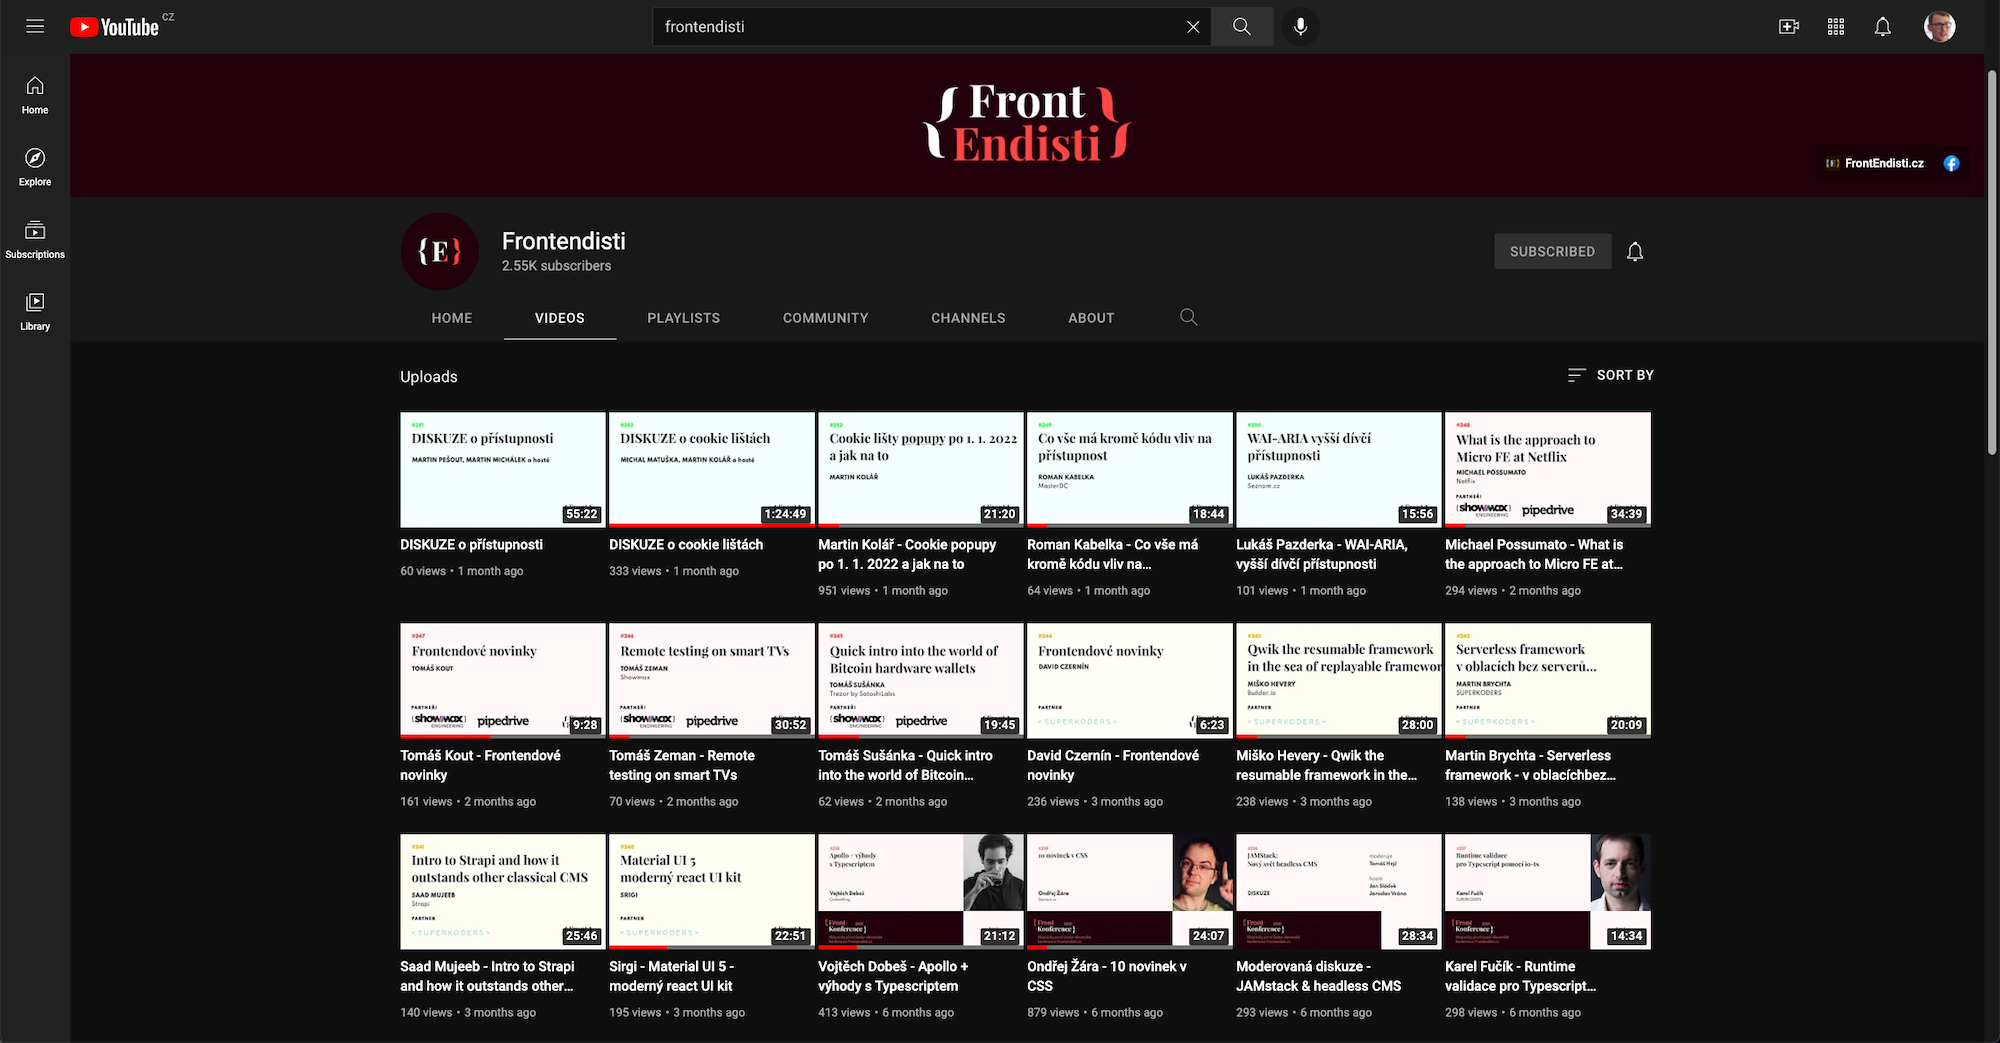 YouTube CZ
frontendisti
Home
Explore
Subscriptions
Library
{ Front
Endisti }
FrontEndisti.cz
{E}
Frontendisti
2.55K subscribers
SUBSCRIBED
HOME
VIDEOS
PLAYLISTS
COMMUNITY
CHANNELS
ABOUT
Uploads
SORT BY
#251
DISKUZE o přístupnosti
MARTIN PEŠOUT, MARTIN MICHÁLEK a hosté
55:22
DISKUZE o přístupnosti
60 views • 1 month ago
DISKUZE o cookie lištách
MICHAL MATUŠKA, MARTIN KOLÁŘ a hosté
1:24:49
DISKUZE o cookie lištách
333 views • 1 month ago
Cookie lišty popupy po 1. 1. 2022
a jak na to
MARTIN KOLÁŘ
21:20
Martin Kolář - Cookie popupy
po 1. 1. 2022 a jak na to
951 views • 1 month ago
#249
Co vše má kromě kódu vliv na
přístupnost
ROMAN KABELKA
MasterDC
18:44
Roman Kabelka - Co vše má
kromě kódu vliv na...
64 views • 1 month ago
#250
WAI-ARIA vyšší dívčí
přístupnosti
LUKÁŠ PAZDERKA
Seznam.cz
15:56
Lukáš Pazderka - WAI-ARIA,
vyšší dívčí přístupnosti
101 views • 1 month ago
#248
What is the approach to
Micro FE at Netflix
MICHAEL POSSUMATO
Netflix
PARTNEŘI
{showmax}
ENGINEERING
pipedrive
34:39
Michael Possumato - What is
the approach to Micro FE at...
294 views • 2 months ago
#247
Frontendové novinky
TOMÁŠ KOUT
PARTNEŘI
{showmax}
ENGINEERING
pipedrive
9:28
Tomáš Kout - Frontendové
novinky
161 views • 2 months ago
#246
Remote testing on smart TVs
TOMÁŠ ZEMAN
Showmax
PARTNEŘI
{showmax}
ENGINEERING
pipedrive
30:52
Tomáš Zeman - Remote
testing on smart TVs
70 views • 2 months ago
#245
Quick intro into the world of
Bitcoin hardware wallets
TOMÁŠ SUŠÁNKA
Trezor by SatoshiLabs
PARTNEŘI
{showmax}
ENGINEERING
pipedrive
19:45
Tomáš Sušánka - Quick intro
into the world of Bitcoin...
62 views • 2 months ago
#244
Frontendové novinky
DAVID CZERNÍN
PARTNER
<SUPERKODERS>
6:23
David Czernín - Frontendové
novinky
236 views • 3 months ago
#243
Qwik the resumable framework
in the sea of replayable framewor
MIŠKO HEVERY
Builder.io
PARTNER
<SUPERKODERS>
28:00
Miško Hevery - Qwik the
resumable framework in the...
238 views • 3 months ago
Serverless framework
v oblacích bez serverů...
MARTIN BRYCHTA
SUPERKODERS
PARTNER
<SUPERKODERS>
20:09
Martin Brychta - Serverless
framework - v oblacíchbez...
138 views • 3 months ago
#241
Intro to Strapi and how it
outstands other classical CMS
SAAD MUJEEB
Strapi
PARTNER
<SUPERKODERS>
25:46
Saad Mujeeb - Intro to Strapi
and how it outstands other...
140 views • 3 months ago
#240
Material UI 5
moderný react UI kit
SRIGI
PARTNER
<SUPERKODERS>
22:51
Sirgi - Material UI 5 -
moderný react UI kit
195 views • 3 months ago
Apollo + výhody
s Typescriptem
Vojtěch Dobeš
{Front
Konference}
21:12
Vojtěch Dobeš - Apollo +
výhody s Typescriptem
413 views • 6 months ago
10 novinek v CSS
Ondřej Žára
Seznam.cz
{Front
Konference}
24:07
Ondřej Žára - 10 novinek v
CSS
879 views • 6 months ago
JAMStack:
Nový svět headless CMS
DISKUZE
moderuje
Tomáš Hejč
hosté
Jan Sládek
Jaroslav Vrána
{Front
Konference}
28:34
Moderovaná diskuze -
JAMstack & headless CMS
293 views • 6 months ago
#237
Runtime validace
pro Typescript pomocí io-ts
Karel Fučík
SUPERKODERS
{Front
Konference}
14:34
Karel Fučík - Runtime
validace pro Typescript...
298 views • 6 months ago